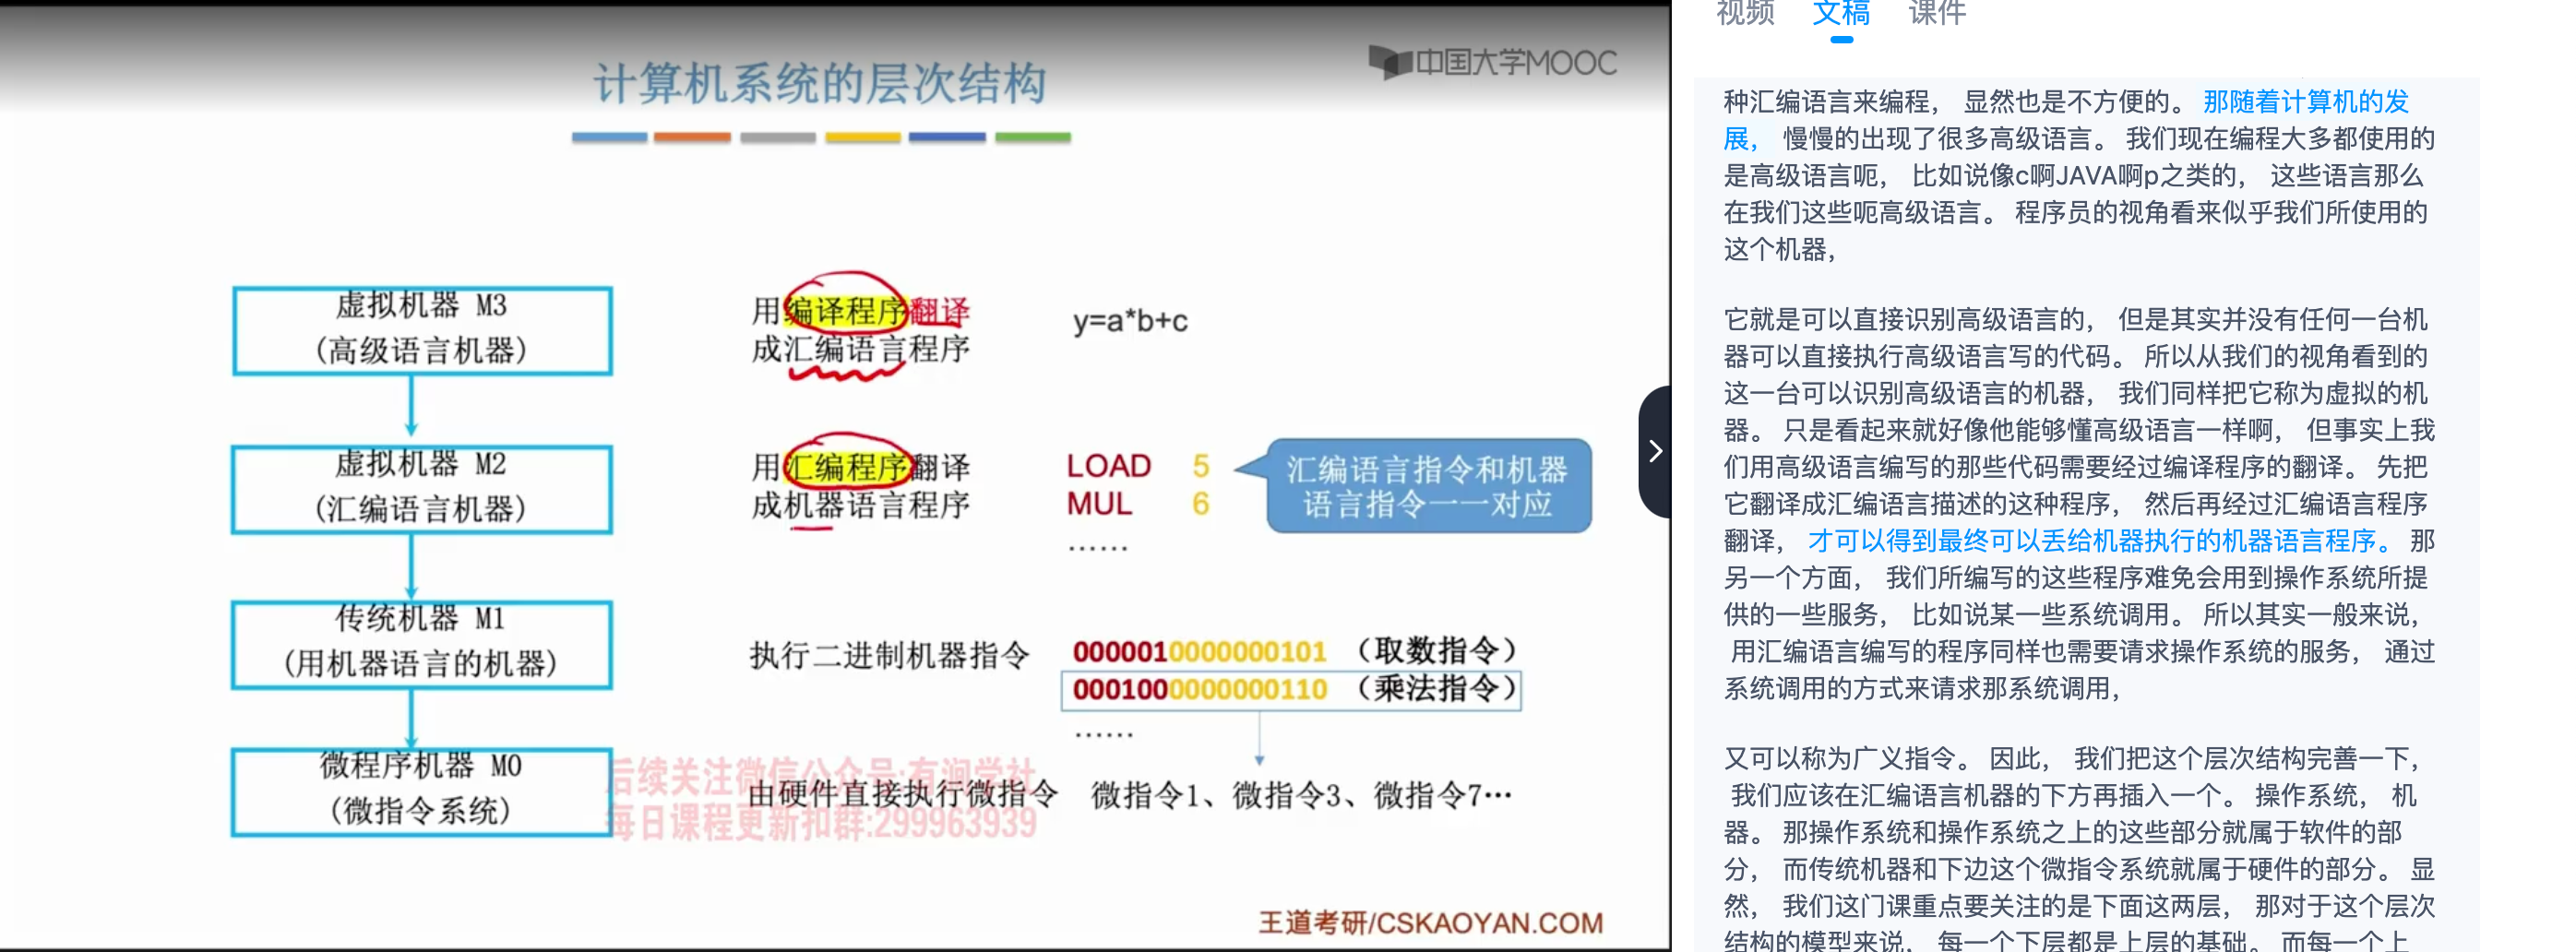 计算机系统的层次结构
中国大学MOOC
虚拟机器 M3
(高级语言机器)
用编译程序翻译
成汇编语言程序
y=a*b+c
虚拟机器 M2
(汇编语言机器)
用汇编程序翻译
成机器语言程序
LOAD 5
MUL 6
……
汇编语言指令和机器
语言指令一一对应
传统机器 M1
(用机器语言的机器)
执行二进制机器指令
0000010000000101 (取数指令)
0001000000000110 (乘法指令)
……
微程序机器 M0
(微指令系统)
由硬件直接执行微指令
微指令1、微指令3、微指令7…
后续关注微信公众号:有润学社
每日课程更新扣群:299963939
王道考研/CSKAOYAN.COM
视频 文稿 课件
种汇编语言来编程, 显然也是不方便的。 那随着计算机的发
展, 慢慢的出现了很多高级语言。 我们现在编程大多都使用的
是高级语言呃, 比如说像c啊JAVA啊p之类的, 这些语言那么
在我们这些呃高级语言。 程序员的视角看来似乎我们所使用的
这个机器,
它就是可以直接识别高级语言的, 但是其实并没有任何一台机
器可以直接执行高级语言写的代码。 所以从我们的视角看到的
这一台可以识别高级语言的机器, 我们同样把它称为虚拟的机
器。 只是看起来就好像他能够懂高级语言一样啊, 但事实上我
们用高级语言编写的那些代码需要经过编译程序的翻译。 先把
它翻译成汇编语言描述的这种程序, 然后再经过汇编语言程序
翻译, 才可以得到最终可以丢给机器执行的机器语言程序。 那
另一个方面, 我们所编写的这些程序难免会用到操作系统所提
供的一些服务, 比如说某一些系统调用。 所以其实一般来说,
用汇编语言编写的程序同样也需要请求操作系统的服务, 通过
系统调用的方式来请求那系统调用,
又可以称为广义指令。 因此, 我们把这个层次结构完善一下,
我们应该在汇编语言机器的下方再插入一个。 操作系统, 机
器。 那操作系统和操作系统之上的这些部分就属于软件的部
分, 而传统机器和下边这个微指令系统就属于硬件的部分。 显
然, 我们这门课重点要关注的是下面这两层, 那对于这个层次
结构的模型来说, 每一个下层都是上层的基础。 而每一个上